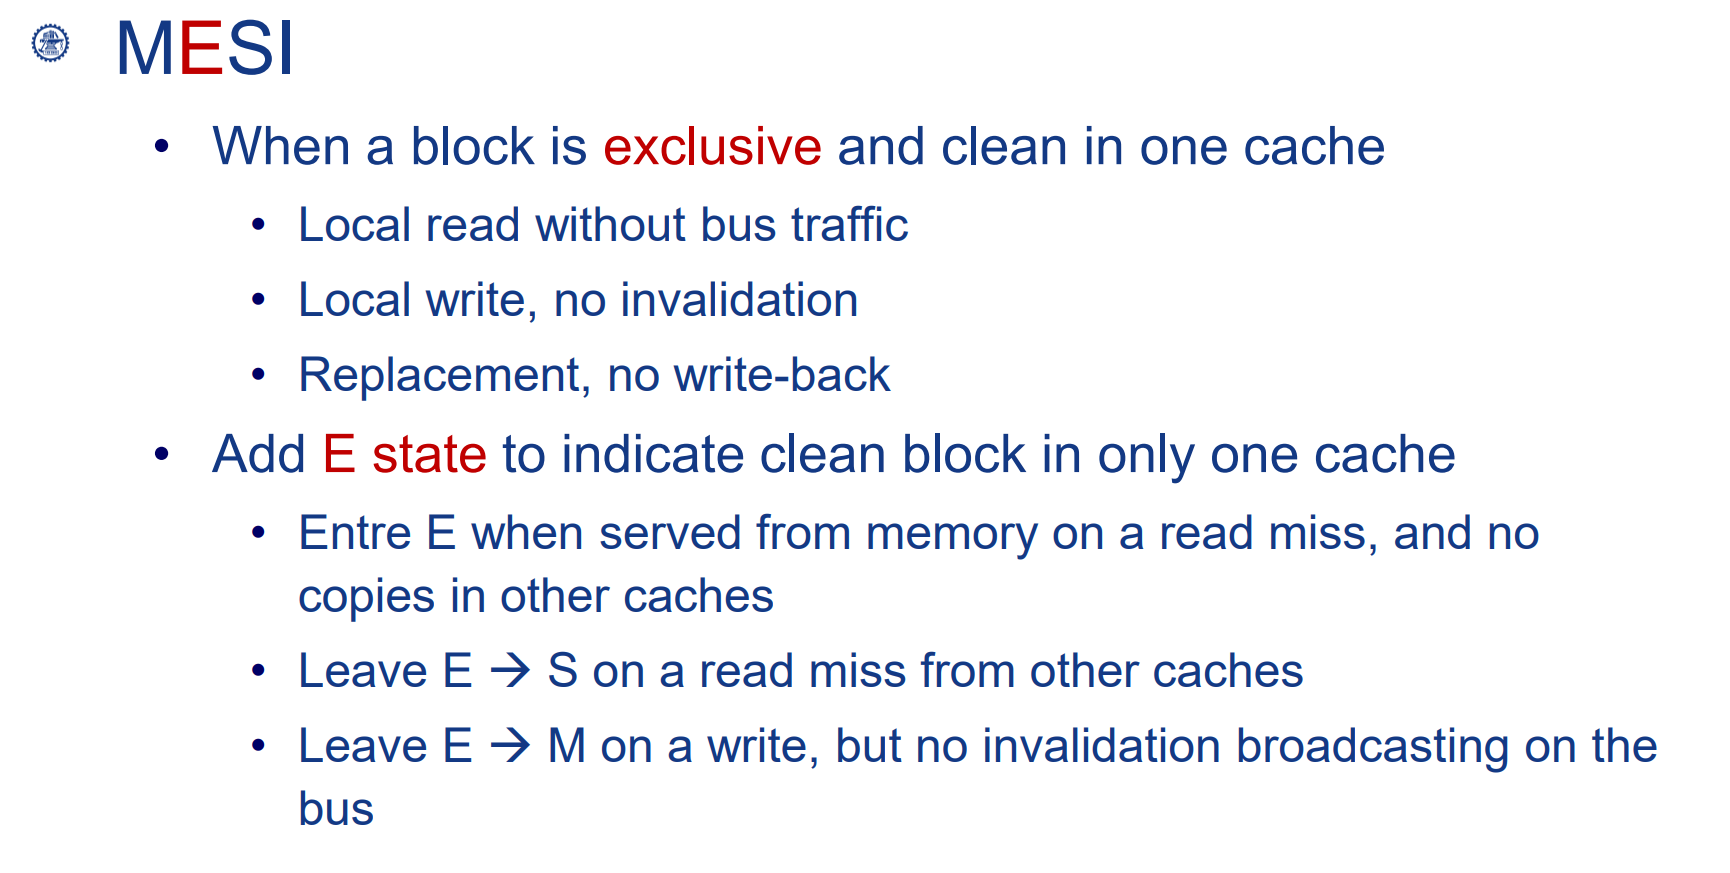 MESI
• When a block is exclusive and clean in one cache
• Local read without bus traffic
• Local write, no invalidation
• Replacement, no write-back
• Add E state to indicate clean block in only one cache
• Entre E when served from memory on a read miss, and no
copies in other caches
• Leave E → S on a read miss from other caches
• Leave E → M on a write, but no invalidation broadcasting on the
bus